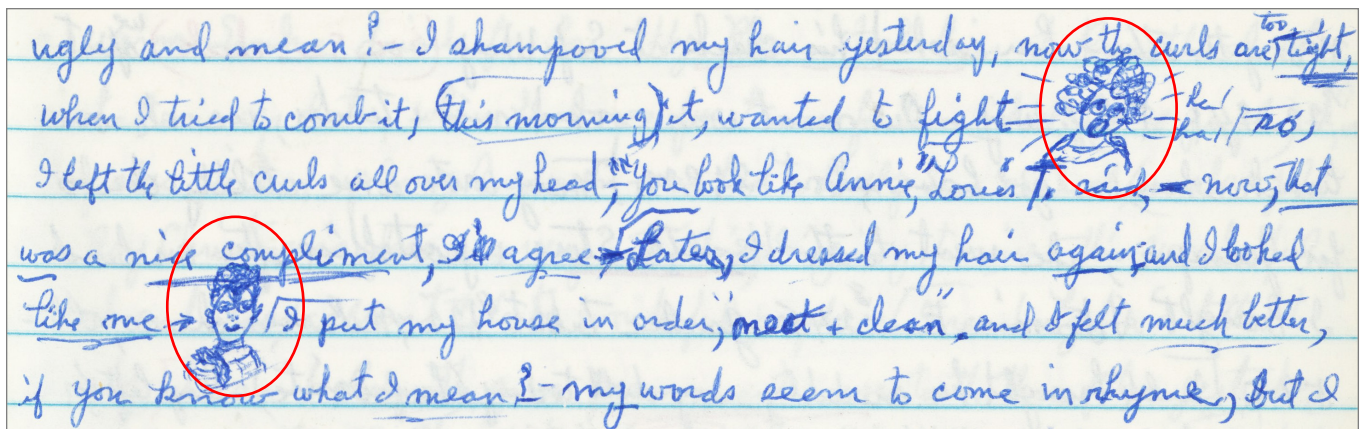 ugly and mean?- I shampooed my hair yesterday, now the curls are too tight,
when I tried to comb it, (this morning) it, wanted to fight- ha! ha! / no,
I left the little curls all over my head, "You look like Annie," Louis T. said, - now, that
was a nice compliment, I'll agree + Later, I dressed my hair again, and I looked
like me → / I put my house in order, "neat + clean", and I felt much better,
if you know what I mean?- my words seem to come in rhyme, but I